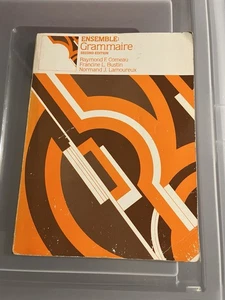 ENSEMBLE:
Grammaire
SECOND EDITION
Raymond F. Comeau
Francine L. Bustin
Normand J. Lamoureux